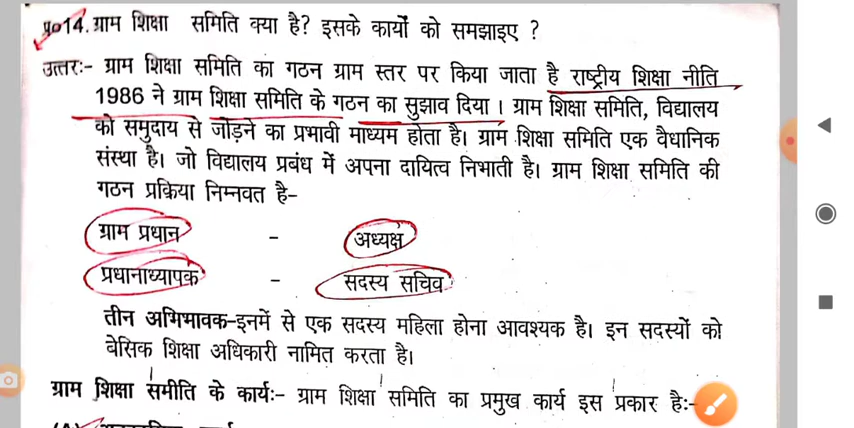 प्र०14. ग्राम शिक्षा समिति क्या है? इसके कार्यों को समझाइए ?
उत्तरः- ग्राम शिक्षा समिति का गठन ग्राम स्तर पर किया जाता है राष्ट्रीय शिक्षा नीति
1986 ने ग्राम शिक्षा समिति के गठन का सुझाव दिया। ग्राम शिक्षा समिति, विद्यालय
को समुदाय से जोड़ने का प्रभावी माध्यम होता है। ग्राम शिक्षा समिति एक वैधानिक
संस्था है। जो विद्यालय प्रबंध में अपना दायित्व निभाती है। ग्राम शिक्षा समिति की
गठन प्रक्रिया निम्नवत है–
ग्राम प्रधान - अध्यक्ष
प्रधानाध्यापक - सदस्य सचिव
तीन अभिभावक-इनमें से एक सदस्य महिला होना आवश्यक है। इन सदस्यों को
बेसिक शिक्षा अधिकारी नामित करता है।
ग्राम शिक्षा समीति के कार्यः- ग्राम शिक्षा समिति का प्रमुख कार्य इस प्रकार हैः-